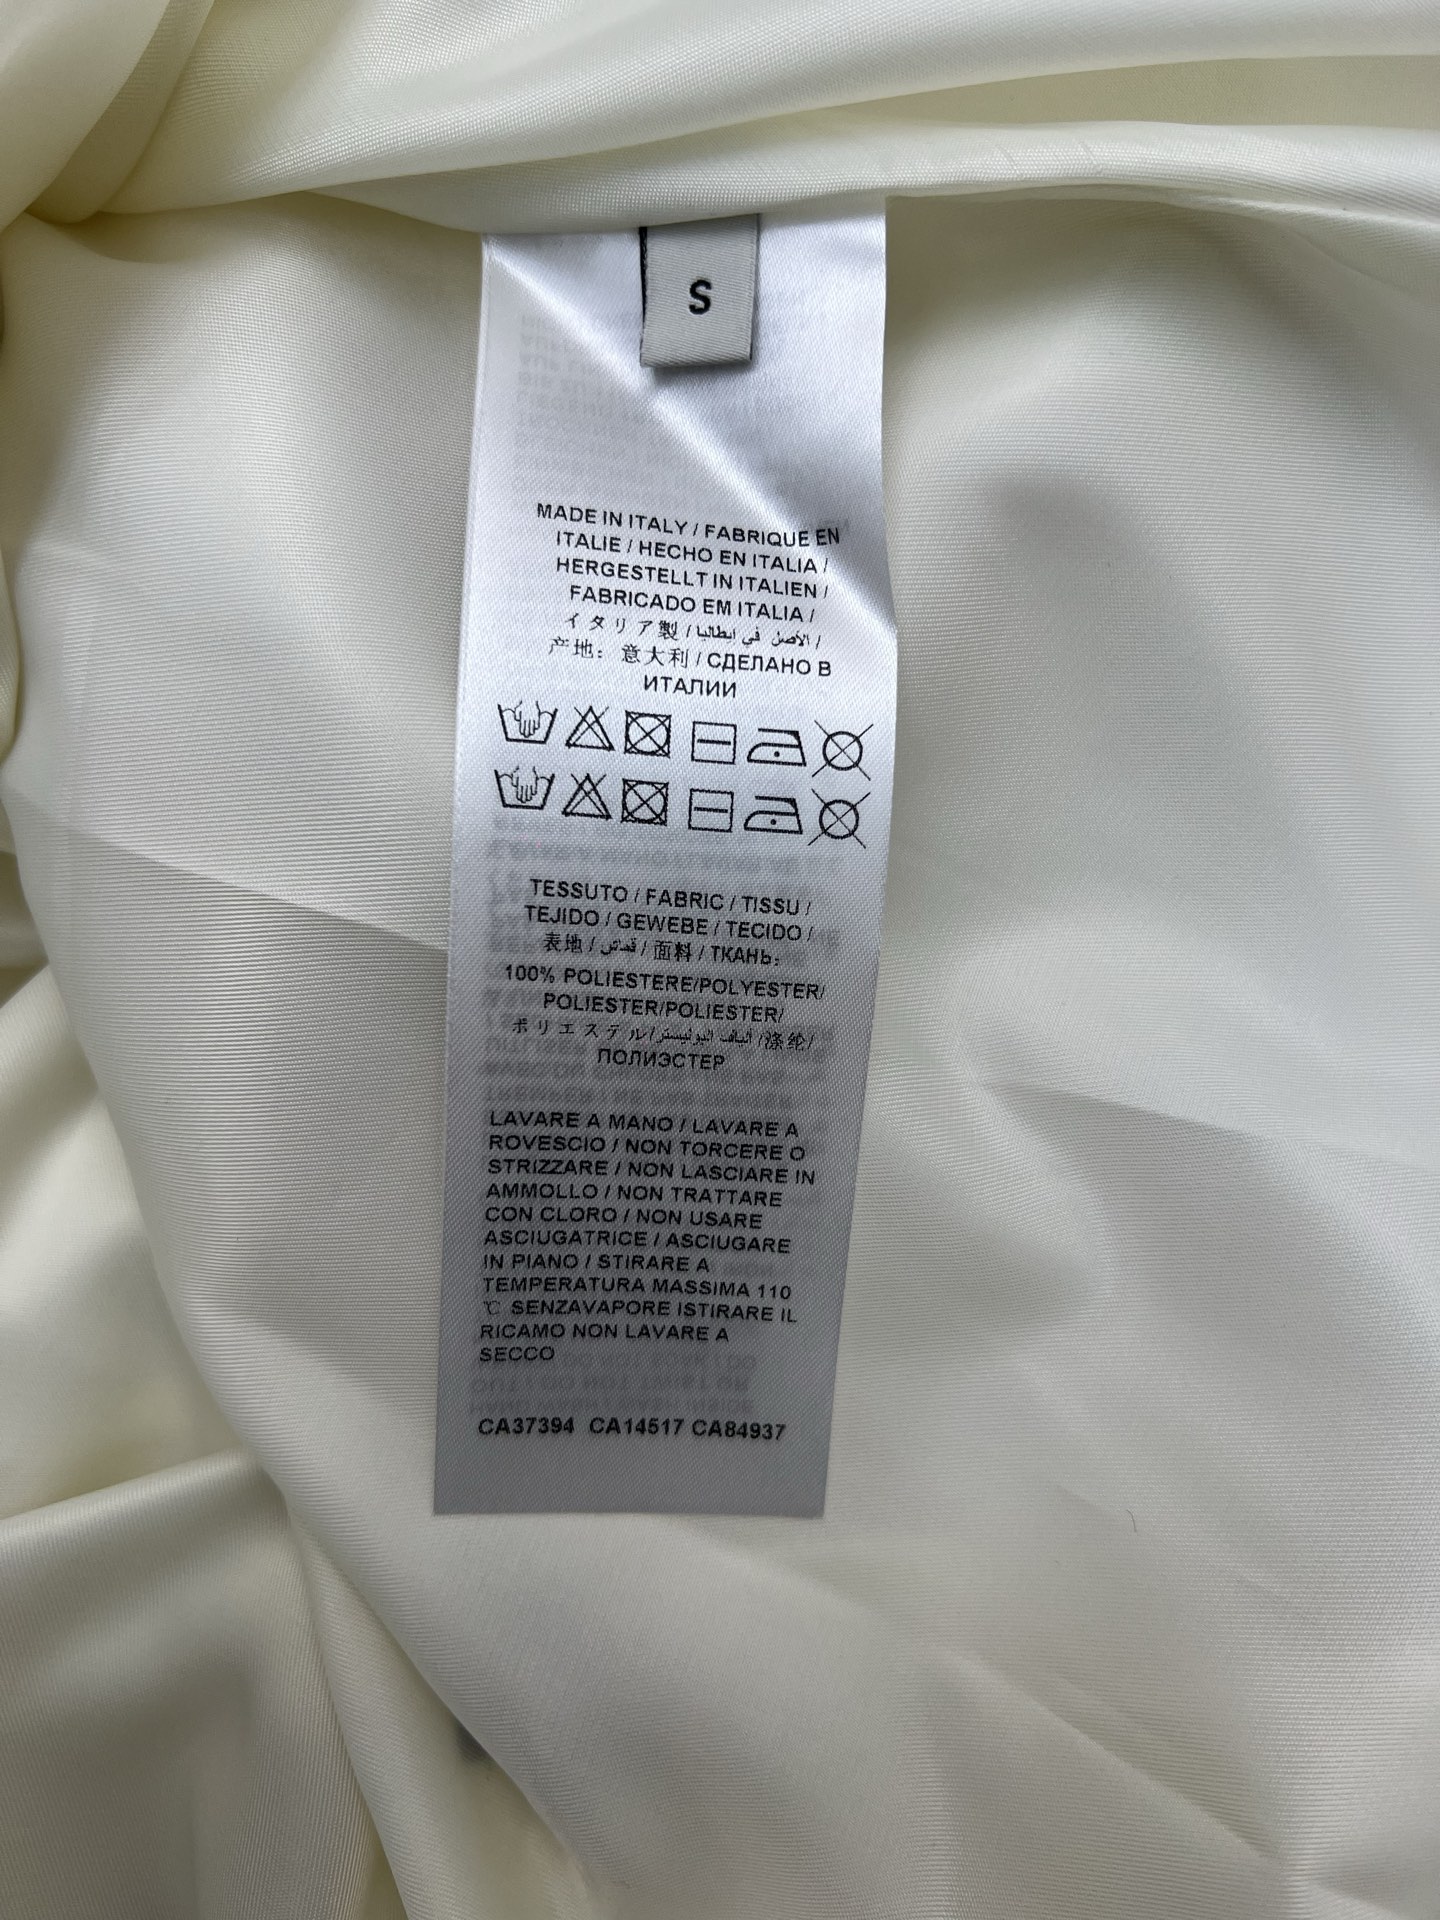 S
MADE IN ITALY / FABRIQUE EN
ITALIE / HECHO EN ITALIA /
HERGESTELLT IN ITALIEN /
FABRICADO EM ITALIA /
イタリア製 / الاصل في ايطاليا /
产地：意大利 / СДЕЛАНО В
ИТАЛИИ
TESSUTO / FABRIC / TISSU /
TEJIDO / GEWEBE / TECIDO /
表地 / قماش / 面料 / ТКАНЬ:
100% POLIESTERE/POLYESTER/
POLIESTER/POLIESTER/
ポリエステル/الياف البوليستر/涤纶/
ПОЛИЭСТЕР
LAVARE A MANO / LAVARE A
ROVESCIO / NON TORCERE O
STRIZZARE / NON LASCIARE IN
AMMOLLO / NON TRATTARE
CON CLORO / NON USARE
ASCIUGATRICE / ASCIUGARE
IN PIANO / STIRARE A
TEMPERATURA MASSIMA 110
℃ SENZAVAPORE ISTIRARE IL
RICAMO NON LAVARE A
SECCO
CA37394 CA14517 CA84937